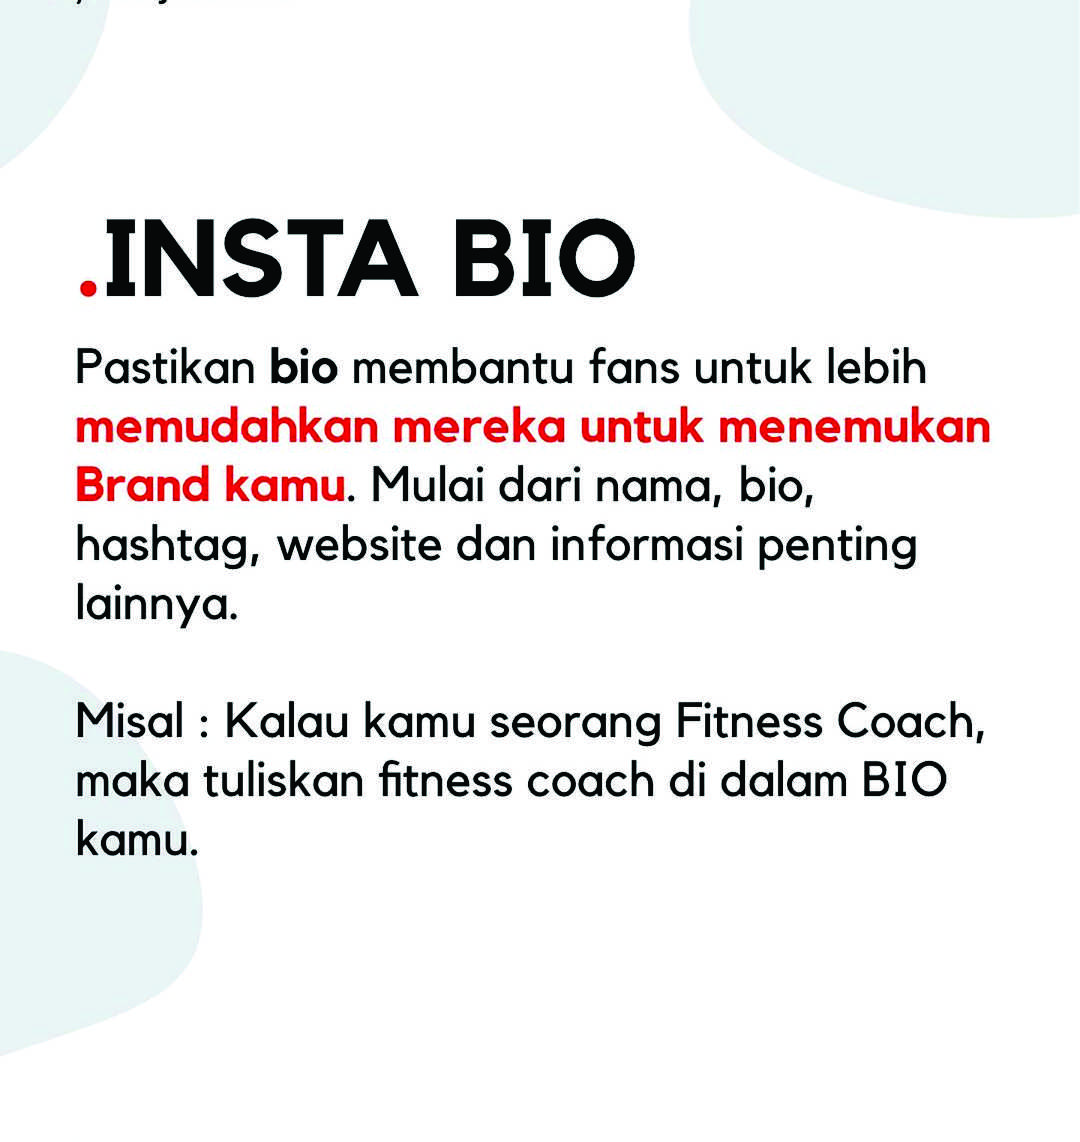 .INSTA BIO
Pastikan bio membantu fans untuk lebih
memudahkan mereka untuk menemukan
Brand kamu. Mulai dari nama, bio,
hashtag, website dan informasi penting
lainnya.
Misal : Kalau kamu seorang Fitness Coach,
maka tuliskan fitness coach di dalam BIO
kamu.